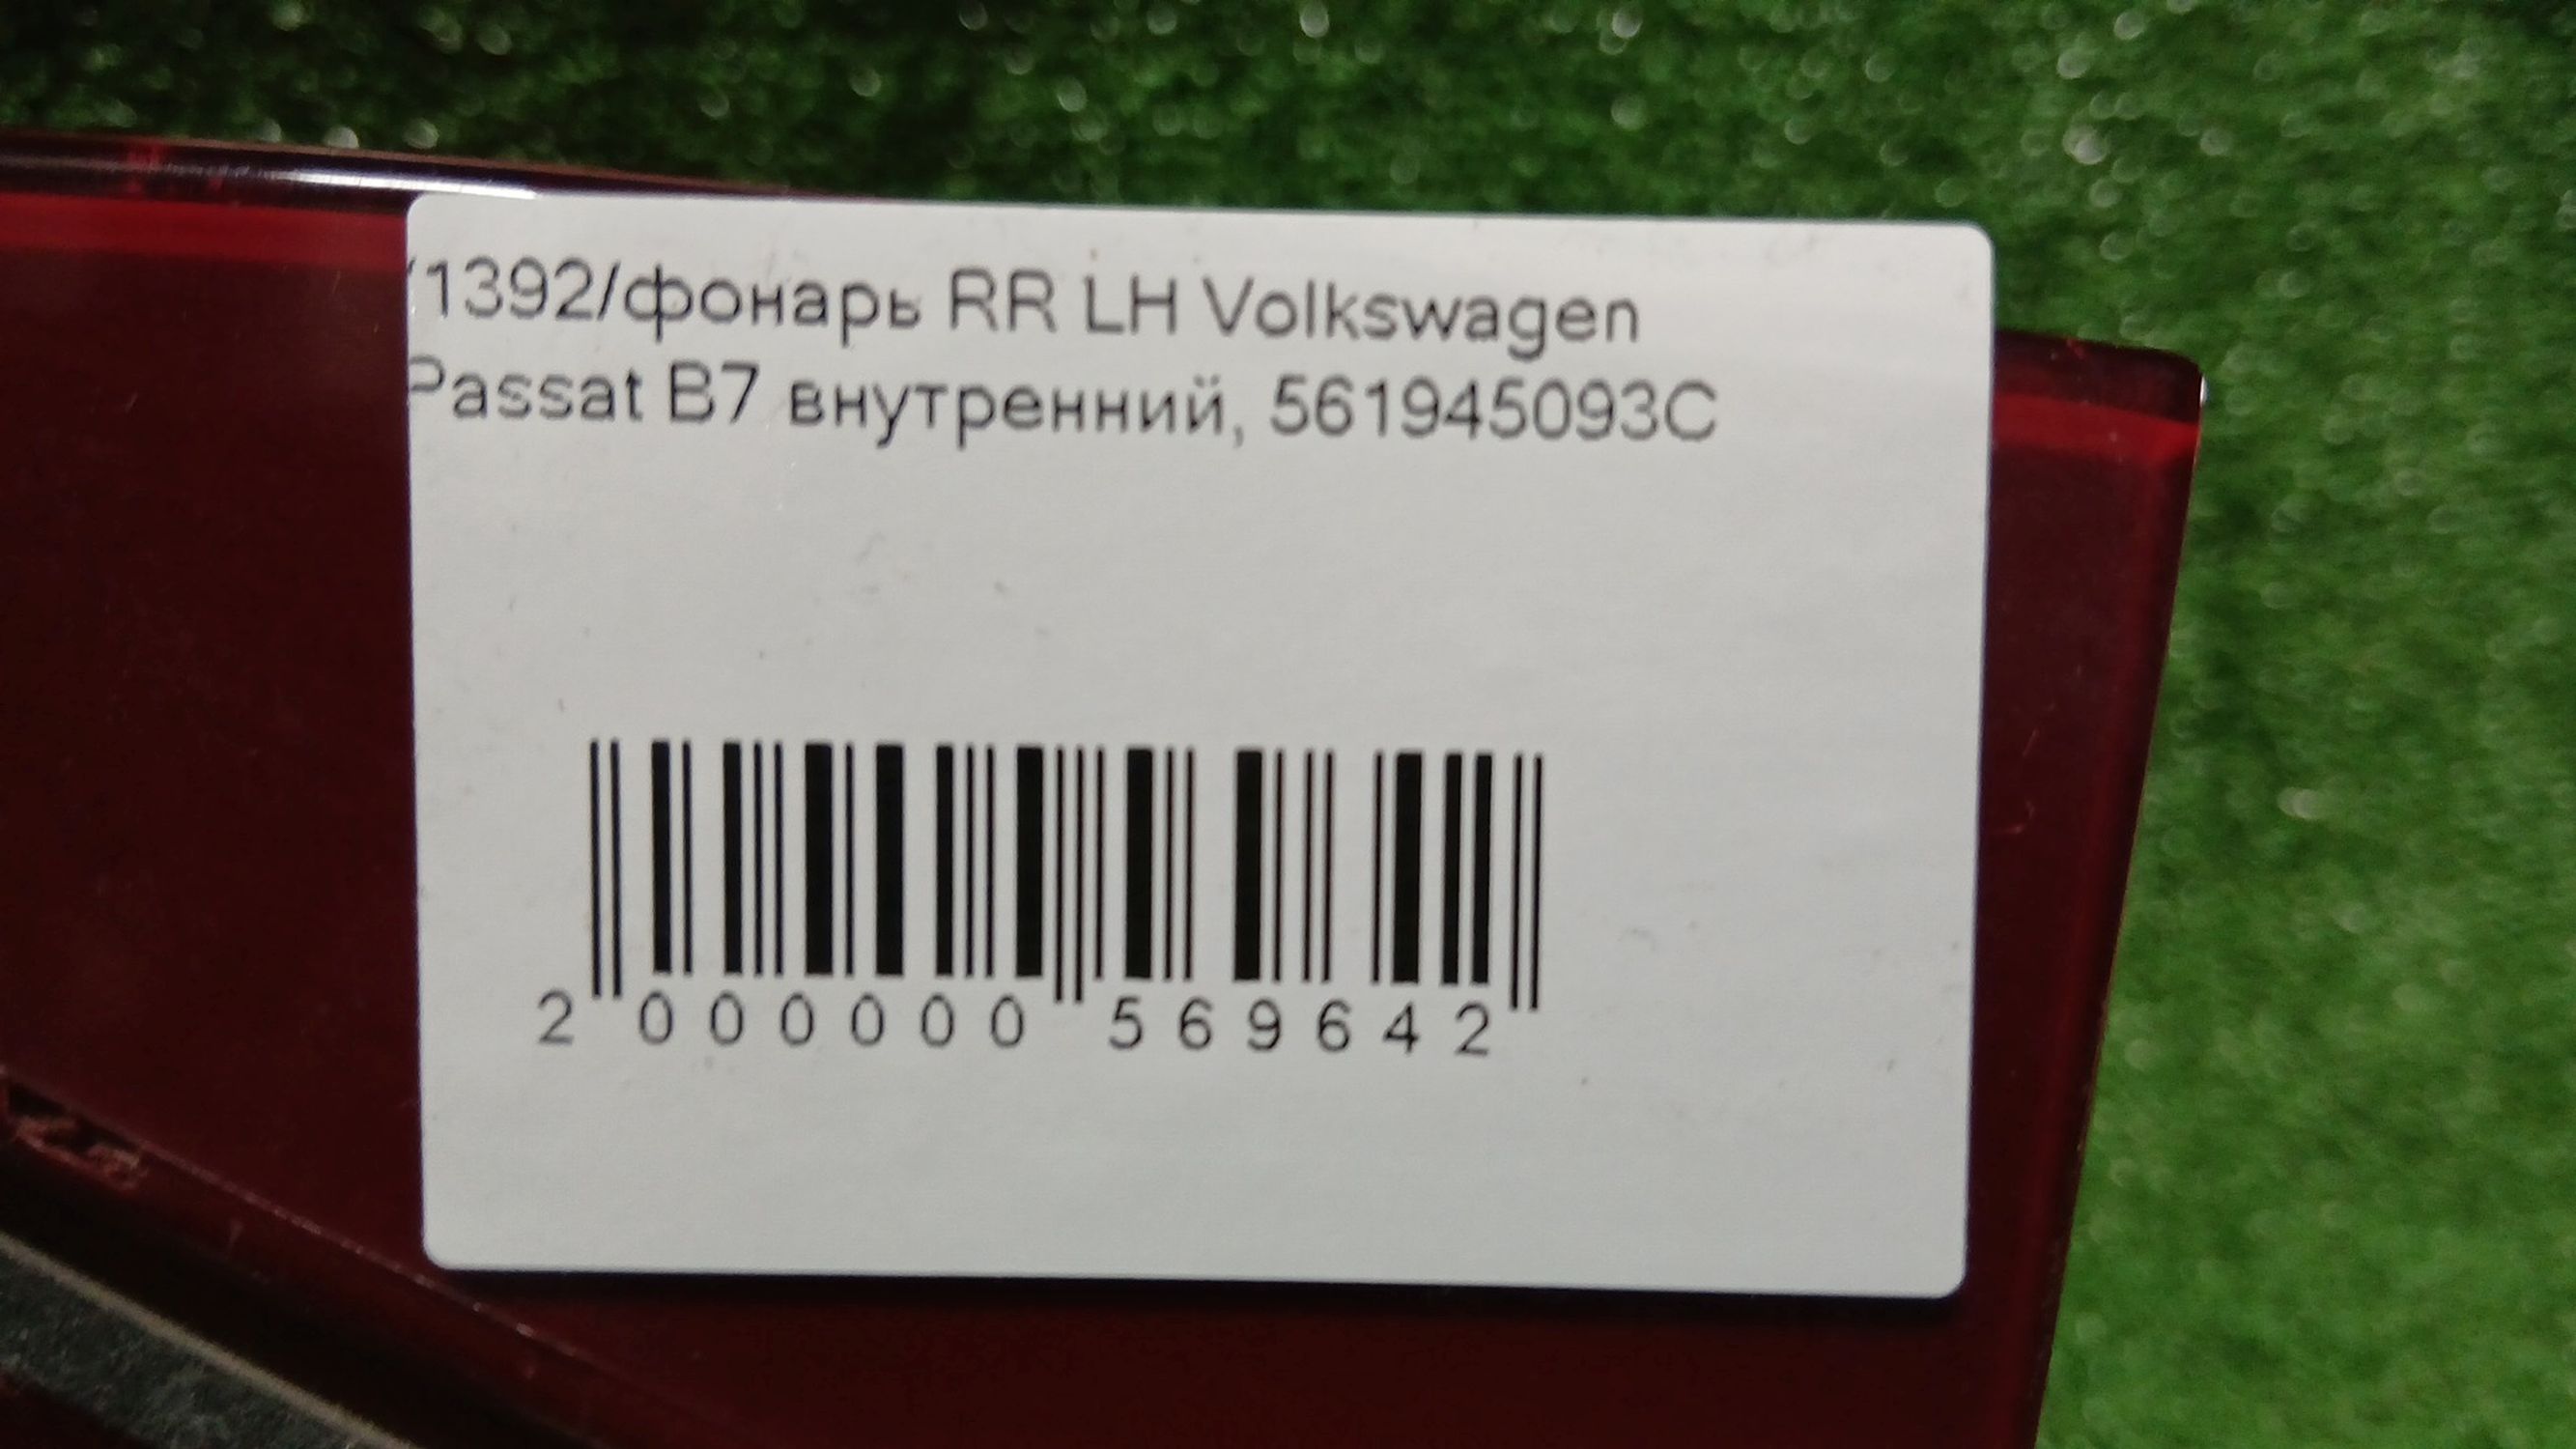 1392/фонарь RR LH Volkswagen
Passat B7 внутренний, 561945093C
2 000000 569642